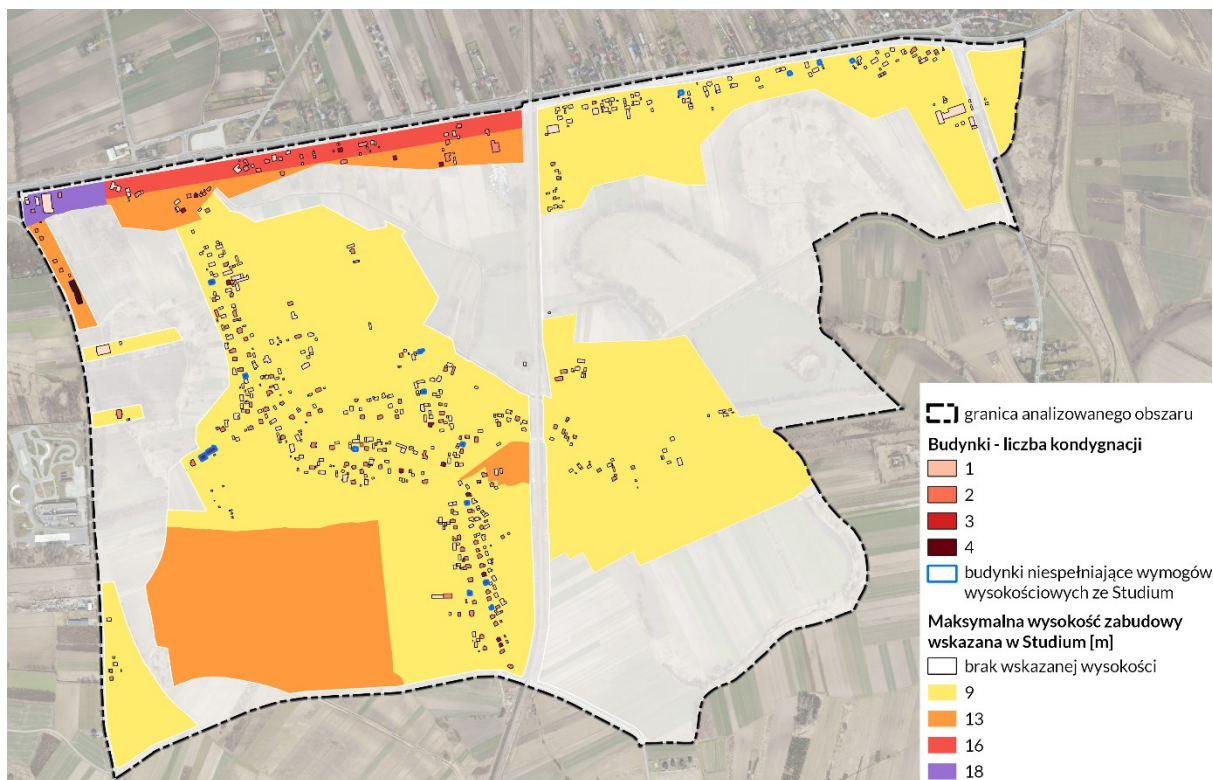 granica analizowanego obszaru
Budynki - liczba kondygnacji
1
2
3
4
budynki niespełniające wymogów
wysokościowych ze Studium
Maksymalna wysokość zabudowy
wskazana w Studium [m]
brak wskazanej wysokości
9
13
16
18